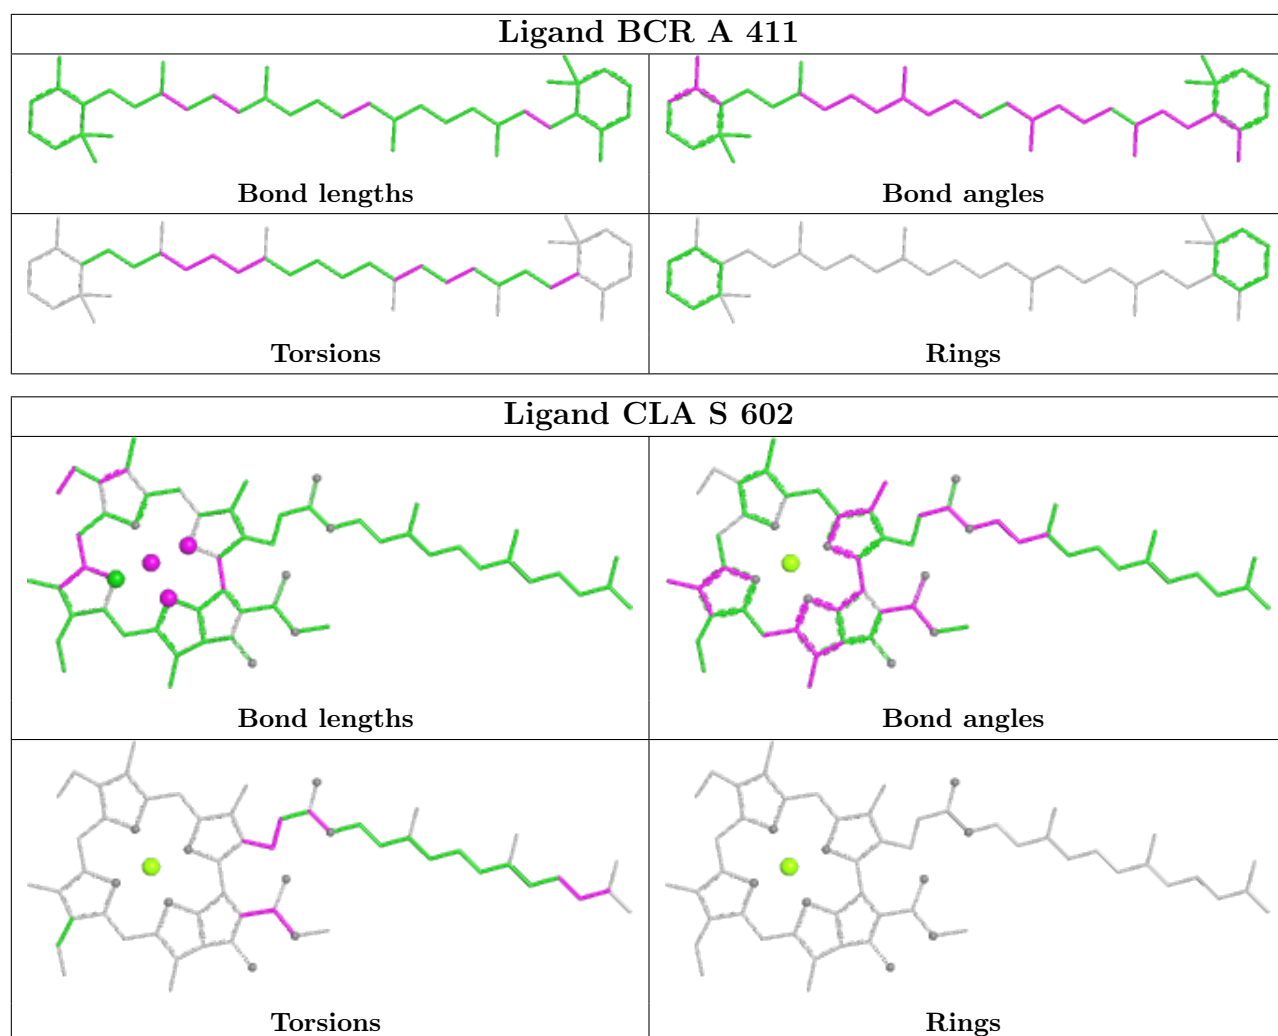 Ligand BCR A 411
Bond lengths
Bond angles
Torsions
Rings
Ligand CLA S 602
Bond lengths
Bond angles
Torsions
Rings